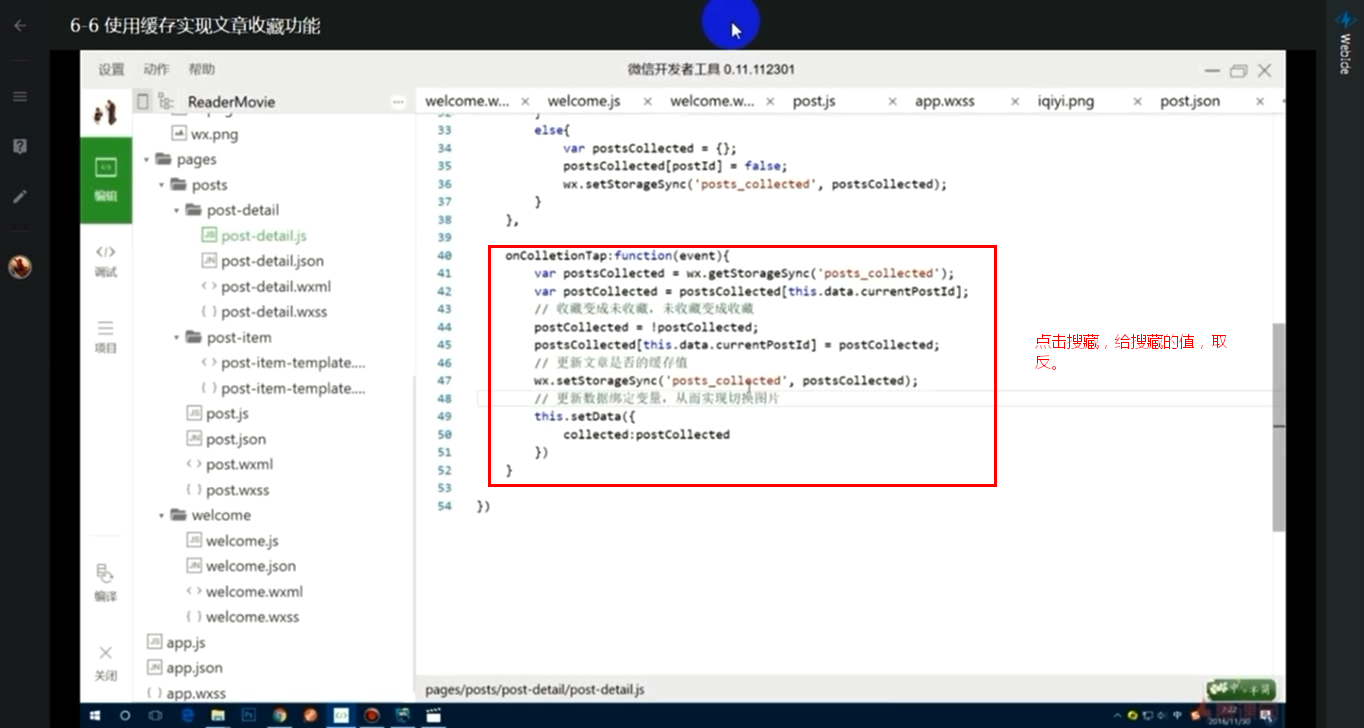 6-6 使用缓存实现文章收藏功能
WebIde
设置 动作 帮助
微信开发者工具 0.11.112301
ReaderMovie
welcome.w... × welcome.js × welcome.w... × post.js × app.wxss × iqiyi.png × post.json ×
编辑
调试
项目
编译
关闭
wx.png
pages
posts
post-detail
post-detail.js
post-detail.json
post-detail.wxml
post-detail.wxss
post-item
post-item-template....
post-item-template....
post.js
post.json
post.wxml
post.wxss
welcome
welcome.js
welcome.json
welcome.wxml
welcome.wxss
app.js
app.json
app.wxss
33 else{
34 var postsCollected = {};
35 postsCollected[postId] = false;
36 wx.setStorageSync('posts_collected', postsCollected);
37 }
38 },
39
40 onColletionTap:function(event){
41 var postsCollected = wx.getStorageSync('posts_collected');
42 var postCollected = postsCollected[this.data.currentPostId];
43 // 收藏变成未收藏，未收藏变成收藏
44 postCollected = !postCollected;
45 postsCollected[this.data.currentPostId] = postCollected;
46 // 更新文章是否的缓存值
47 wx.setStorageSync('posts_collected', postsCollected);
48 // 更新数据绑定变量，从而实现切换图片
49 this.setData({
50 collected:postCollected
51 })
52 }
53
54 })
点击搜藏，给搜藏的值，取
反。
pages/posts/post-detail/post-detail.js
7:22
2016/11/30